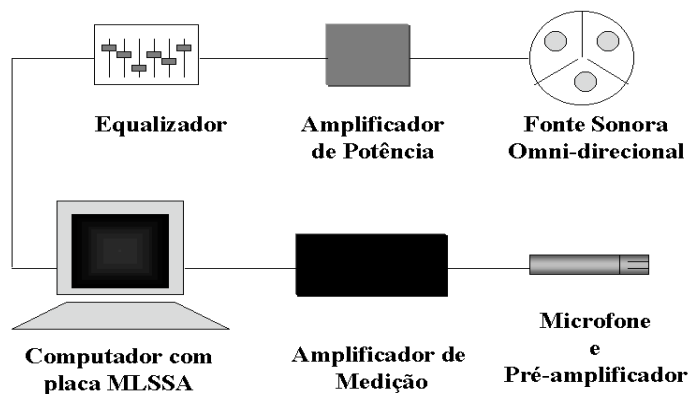 Equalizador
Amplificador
de Potência
Fonte Sonora
Omni-direcional
Computador com
placa MLSSA
Amplificador de
Medição
Microfone
e
Pré-amplificador